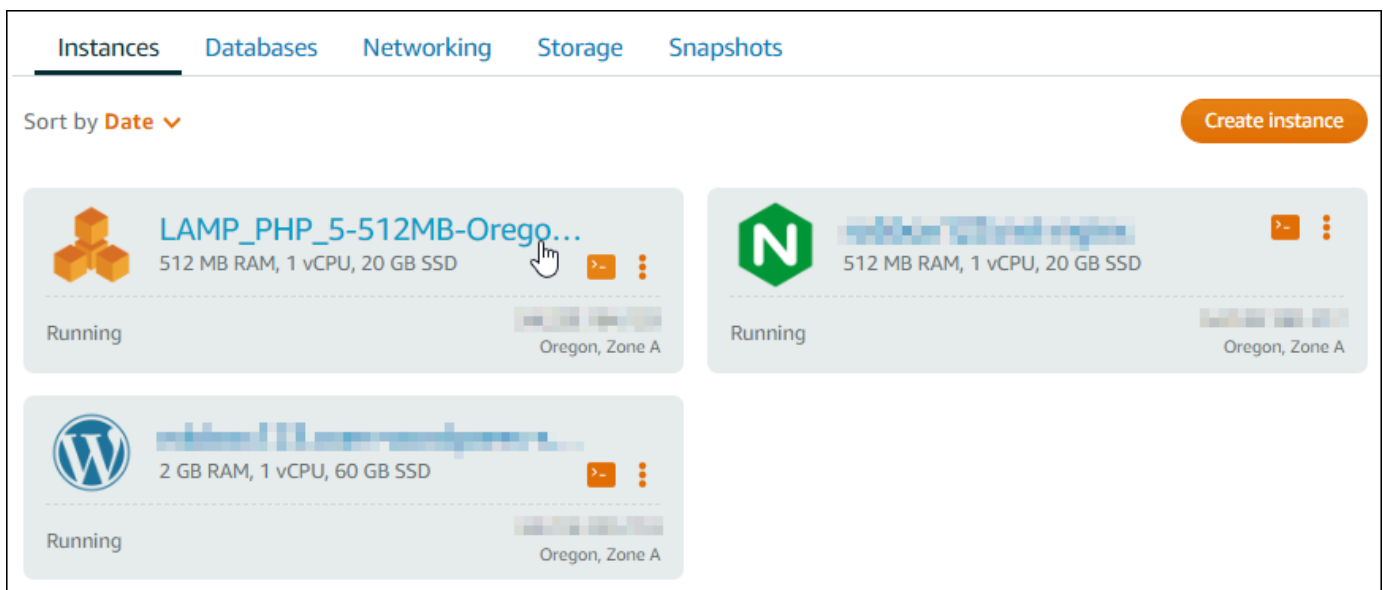 Instances Databases Networking Storage Snapshots
Sort by Date
Create instance
LAMP_PHP_5-512MB-Orego...
512 MB RAM, 1 vCPU, 20 GB SSD
Running
Oregon, Zone A
N
512 MB RAM, 1 vCPU, 20 GB SSD
Running
Oregon, Zone A
W
2 GB RAM, 1 vCPU, 60 GB SSD
Running
Oregon, Zone A